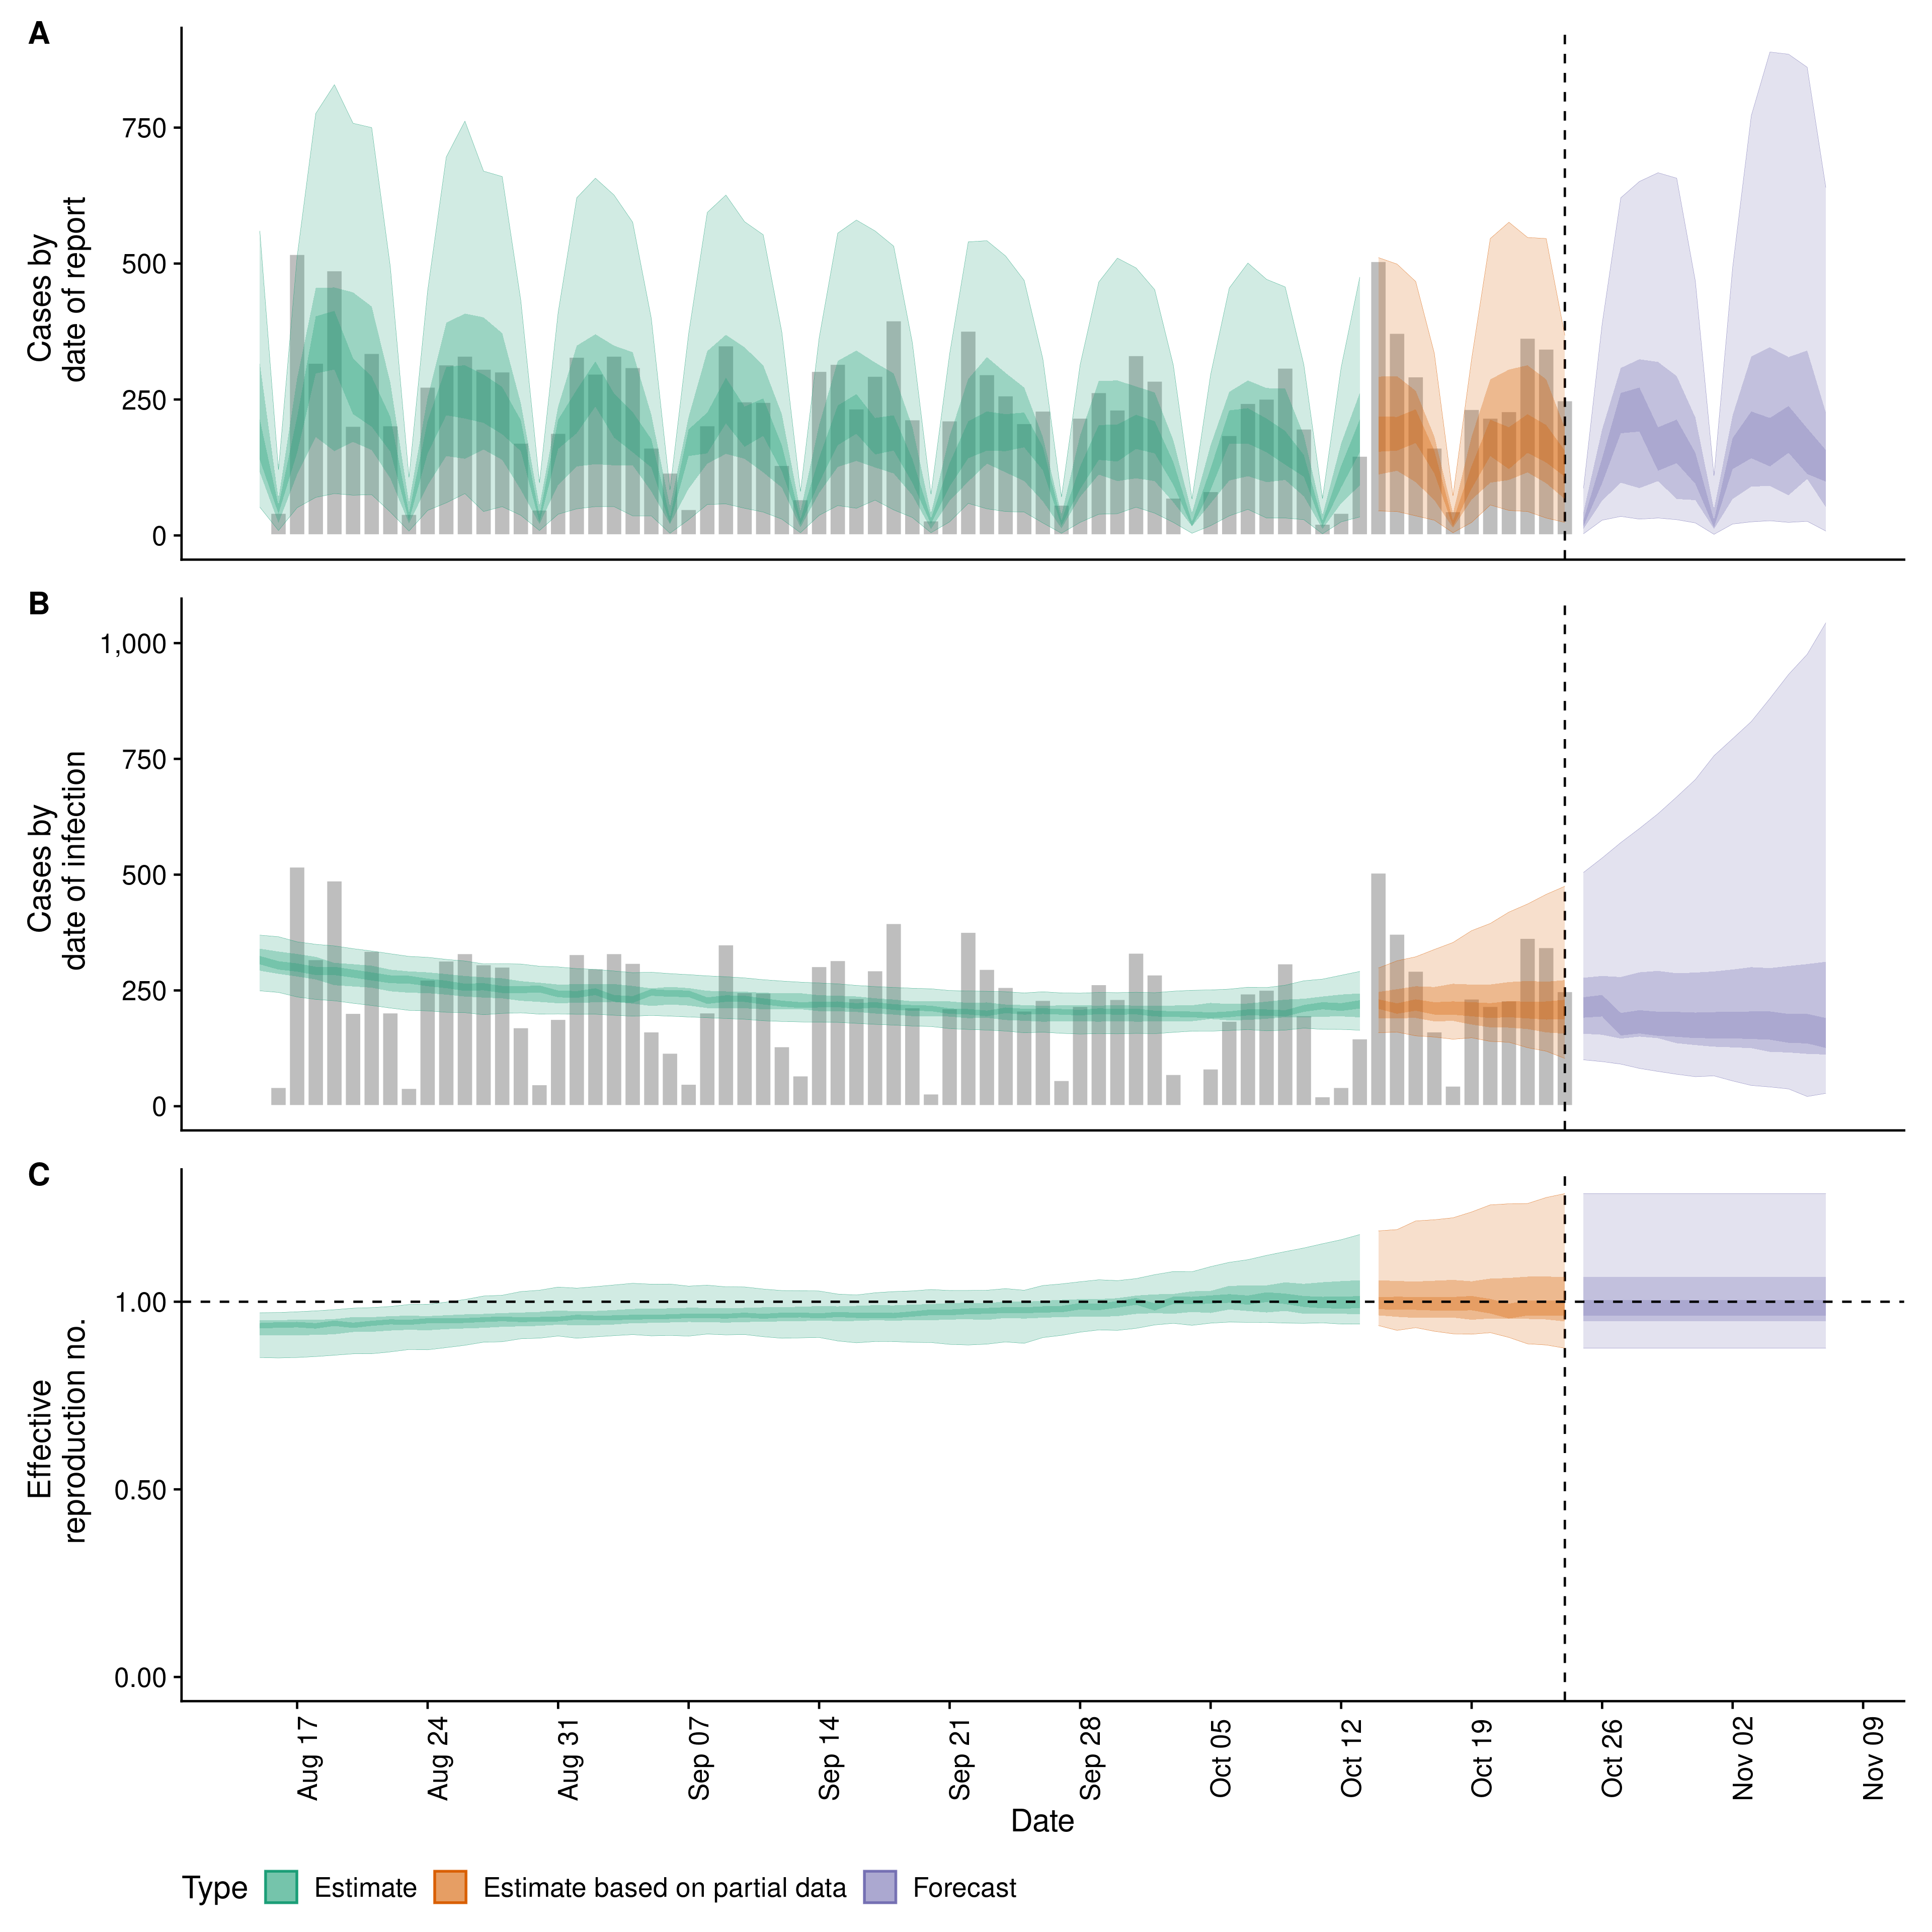 A
Cases by
date of report
750
500
250
0
B
Cases by
date of infection
1,000
750
500
250
0
C
Effective
reproduction no.
1.00
0.50
0.00
Aug 17
Aug 24
Aug 31
Sep 07
Sep 14
Sep 21
Sep 28
Oct 05
Oct 12
Oct 19
Oct 26
Nov 02
Nov 09
Date
Type Estimate Estimate based on partial data Forecast